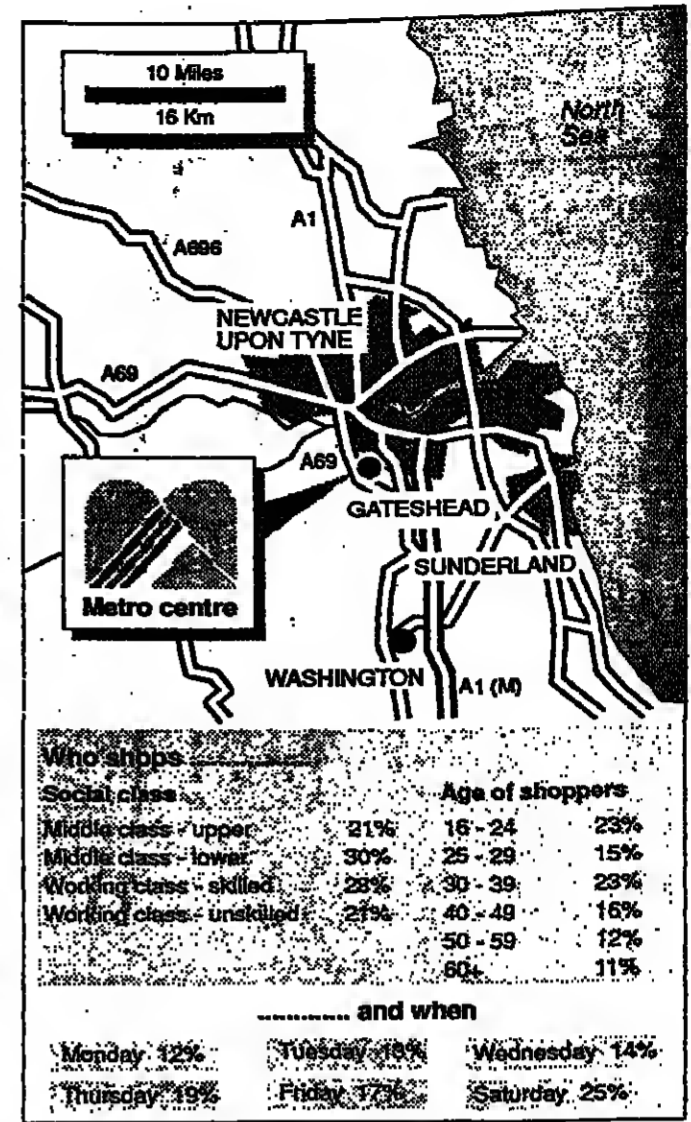 10 Miles
16 Km
North
Sea
A1
A696
NEWCASTLE
UPON TYNE
A69
A69
GATESHEAD
SUNDERLAND
Metro centre
WASHINGTON
A1 (M)
Who shops ............
Social class
Middle class - upper 21%
Middle class - lower 30%
Working class - skilled 28%
Working class - unskilled 21%
Age of shoppers
16 - 24 23%
25 - 29 15%
30 - 39 23%
40 - 49 16%
50 - 59 12%
60+ 11%
............ and when
Monday 12% Tuesday 13% Wednesday 14%
Thursday 19% Friday 17% Saturday 25%